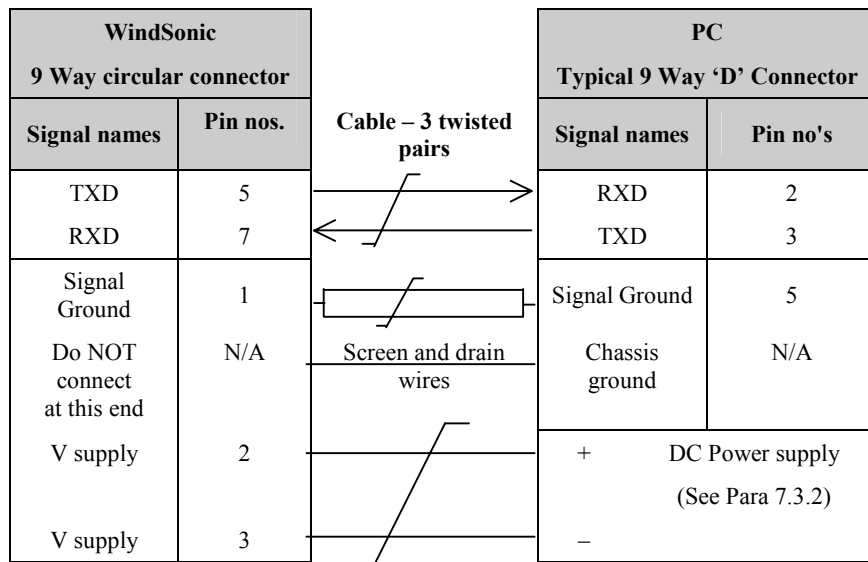 WindSonic
9 Way circular connector
PC
Typical 9 Way ‘D’ Connector
Signal names
Pin nos.
Cable – 3 twisted
pairs
Signal names
Pin no's
TXD
5
RXD
2
RXD
7
TXD
3
Signal
Ground
1
Signal Ground
5
Do NOT
connect
at this end
N/A
Screen and drain
wires
Chassis
ground
N/A
V supply
2
+
DC Power supply
(See Para 7.3.2)
V supply
3
–